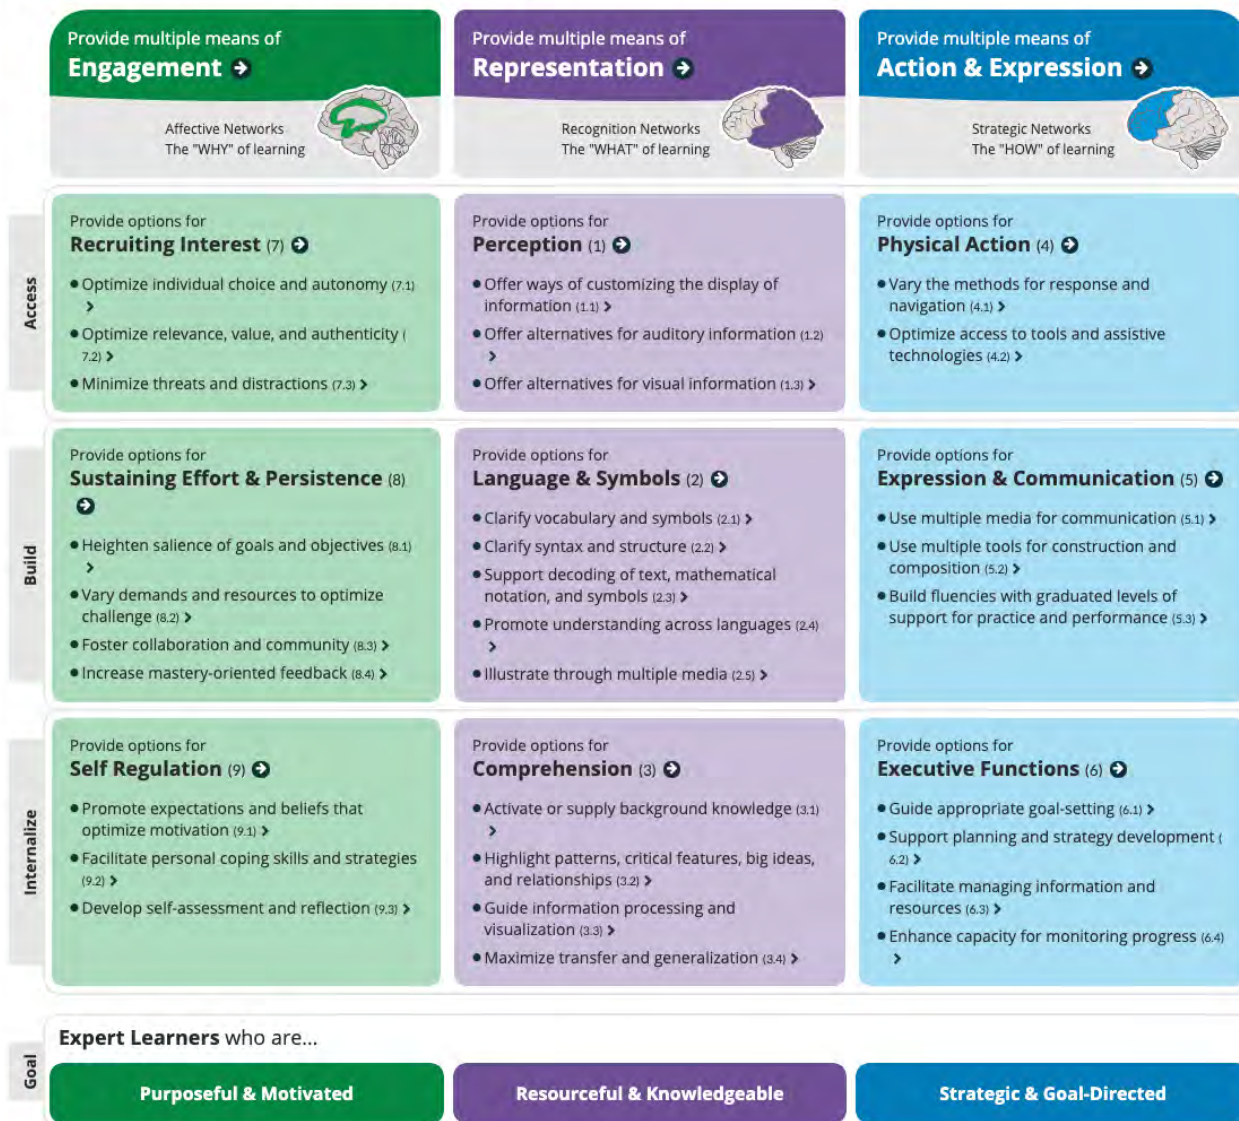 Provide multiple means of
Engagement
Affective Networks
The "WHY" of learning
Provide multiple means of
Representation
Recognition Networks
The "WHAT" of learning
Provide multiple means of
Action & Expression
Strategic Networks
The "HOW" of learning
Access
Provide options for
Recruiting Interest (7)
• Optimize individual choice and autonomy (7.1)
>
• Optimize relevance, value, and authenticity (
7.2) >
• Minimize threats and distractions (7.3) >
Provide options for
Perception (1)
• Offer ways of customizing the display of
information (1.1) >
• Offer alternatives for auditory information (1.2)
>
• Offer alternatives for visual information (1.3) >
Provide options for
Physical Action (4)
• Vary the methods for response and
navigation (4.1) >
• Optimize access to tools and assistive
technologies (4.2) >
Build
Provide options for
Sustaining Effort & Persistence (8)
• Heighten salience of goals and objectives (8.1)
>
• Vary demands and resources to optimize
challenge (8.2) >
• Foster collaboration and community (8.3) >
• Increase mastery-oriented feedback (8.4) >
Provide options for
Language & Symbols (2)
• Clarify vocabulary and symbols (2.1) >
• Clarify syntax and structure (2.2) >
• Support decoding of text, mathematical
notation, and symbols (2.3) >
• Promote understanding across languages (2.4)
>
• Illustrate through multiple media (2.5) >
Provide options for
Expression & Communication (5)
• Use multiple media for communication (5.1) >
• Use multiple tools for construction and
composition (5.2) >
• Build fluencies with graduated levels of
support for practice and performance (5.3) >
Internalize
Provide options for
Self Regulation (9)
• Promote expectations and beliefs that
optimize motivation (9.1) >
• Facilitate personal coping skills and strategies
(9.2) >
• Develop self-assessment and reflection (9.3) >
Provide options for
Comprehension (3)
• Activate or supply background knowledge (3.1)
>
• Highlight patterns, critical features, big ideas,
and relationships (3.2) >
• Guide information processing and
visualization (3.3) >
• Maximize transfer and generalization (3.4) >
Provide options for
Executive Functions (6)
• Guide appropriate goal-setting (6.1) >
• Support planning and strategy development (
6.2) >
• Facilitate managing information and
resources (6.3) >
• Enhance capacity for monitoring progress (6.4)
>
Goal
Expert Learners who are...
Purposeful & Motivated
Resourceful & Knowledgeable
Strategic & Goal-Directed